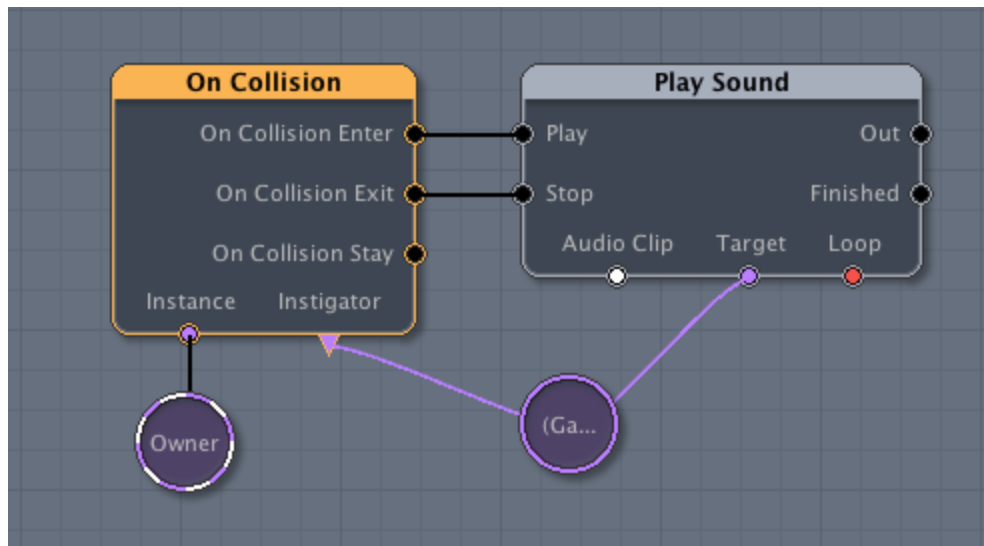 On Collision
On Collision Enter
On Collision Exit
On Collision Stay
Instance Instigator
Owner
Play Sound
Play Out
Stop Finished
Audio Clip Target Loop
(Ga...